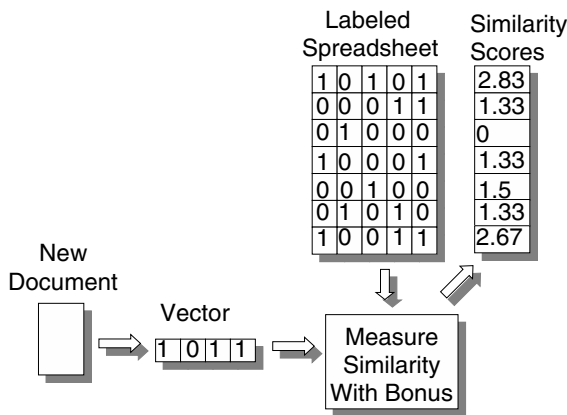 Labeled
Spreadsheet
Similarity
Scores
1 0 1 0 1
0 0 0 1 1
0 1 0 0 0
1 0 0 0 1
0 0 1 0 0
0 1 0 1 0
1 0 0 1 1
2.83
1.33
0
1.33
1.5
1.33
2.67
New
Document
Vector
1 0 1 1
Measure
Similarity
With Bonus